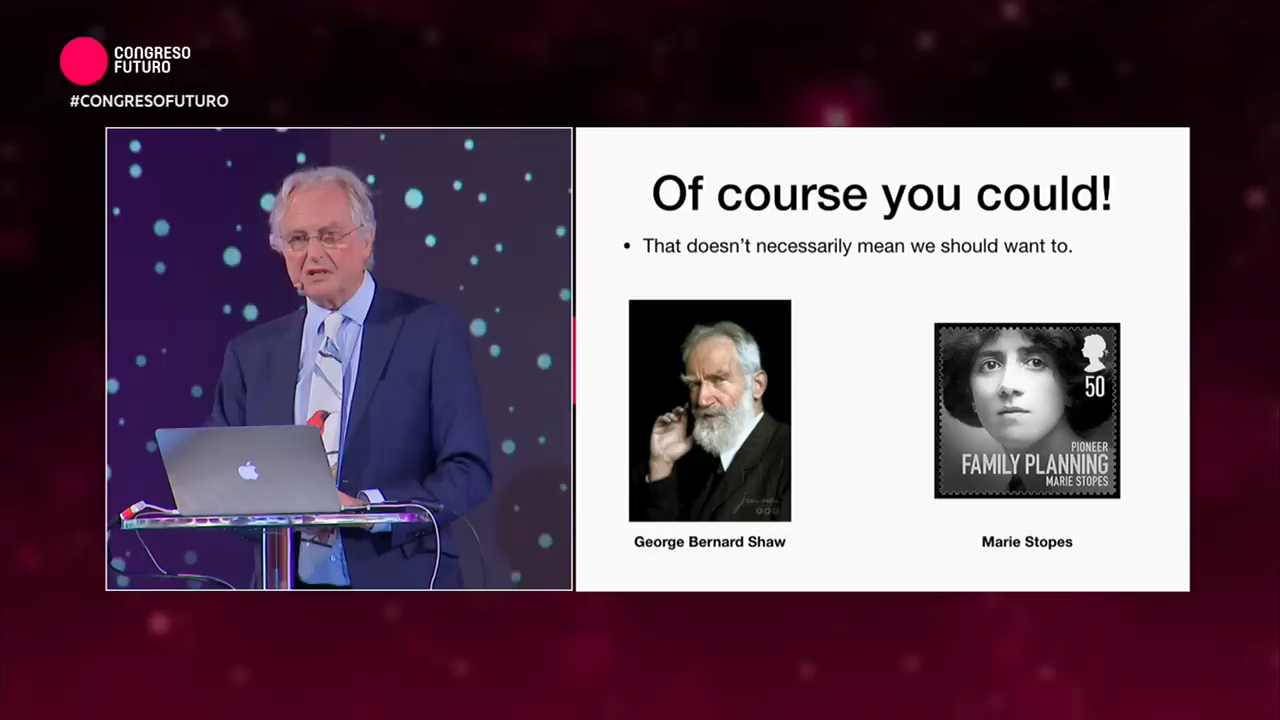 CONGRESO
FUTURO
#CONGRESOFUTURO
Of course you could!
• That doesn’t necessarily mean we should want to.
50
PIONEER
FAMILY PLANNING
MARIE STOPES
George Bernard Shaw
Marie Stopes